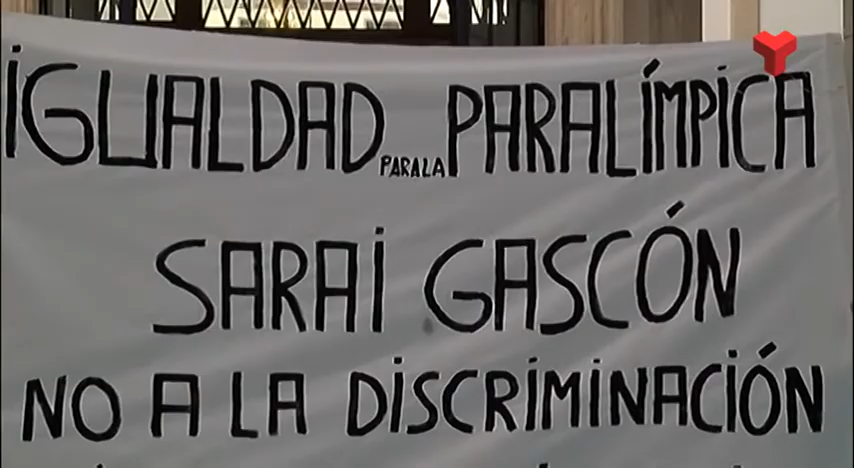 iGUALDAD PARA LA PARALÍMPiCA
SARAi GASCÓN
NO A LA DiSCRiMiNACiÓN